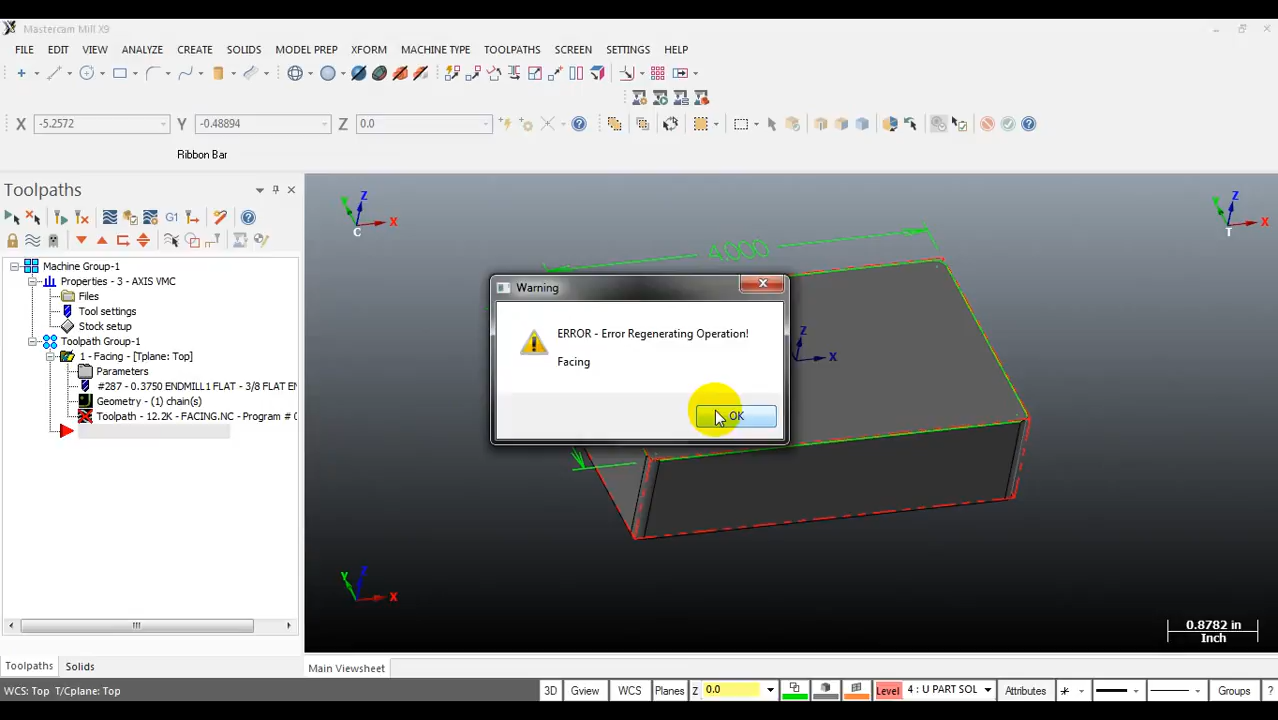 Mastercam Mill X9
FILE EDIT VIEW ANALYZE CREATE SOLIDS MODEL PREP XFORM MACHINE TYPE TOOLPATHS SCREEN SETTINGS HELP
X -5.2572 Y -0.48894 Z 0.0
Ribbon Bar
Toolpaths
G1
Machine Group-1
Properties - 3 - AXIS VMC
Files
Tool settings
Stock setup
Toolpath Group-1
1 - Facing - [Tplane: Top]
Parameters
#287 - 0.3750 ENDMILL1 FLAT - 3/8 FLAT EN
Geometry - (1) chain(s)
Toolpath - 12.2K - FACING.NC - Program # 0
Z
Y
X
C
Z
Y
X
T
4.000
Warning
ERROR - Error Regenerating Operation!
Facing
OK
Z
X
Z
Y
X
0.8782 in
Inch
Toolpaths Solids
Main Viewsheet
WCS: Top T/Cplane: Top
3D Gview WCS Planes Z 0.0 Level 4 : U PART SOL Attributes Groups ?